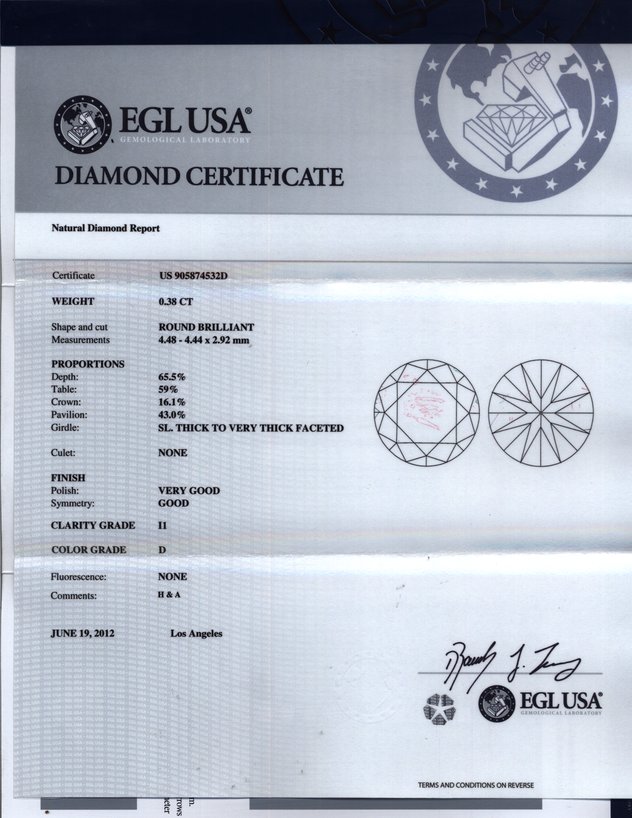 EGL USA®
GEMOLOGICAL LABORATORY
DIAMOND CERTIFICATE
Natural Diamond Report
Certificate US 905874532D
WEIGHT 0.38 CT
Shape and cut ROUND BRILLIANT
Measurements 4.48 - 4.44 x 2.92 mm
PROPORTIONS
Depth: 65.5%
Table: 59%
Crown: 16.1%
Pavilion: 43.0%
Girdle: SL. THICK TO VERY THICK FACETED
Culet: NONE
FINISH
Polish: VERY GOOD
Symmetry: GOOD
CLARITY GRADE I1
COLOR GRADE D
Fluorescence: NONE
Comments: H & A
JUNE 19, 2012 Los Angeles
EGL USA®
GEMOLOGICAL LABORATORY
TERMS AND CONDITIONS ON REVERSE